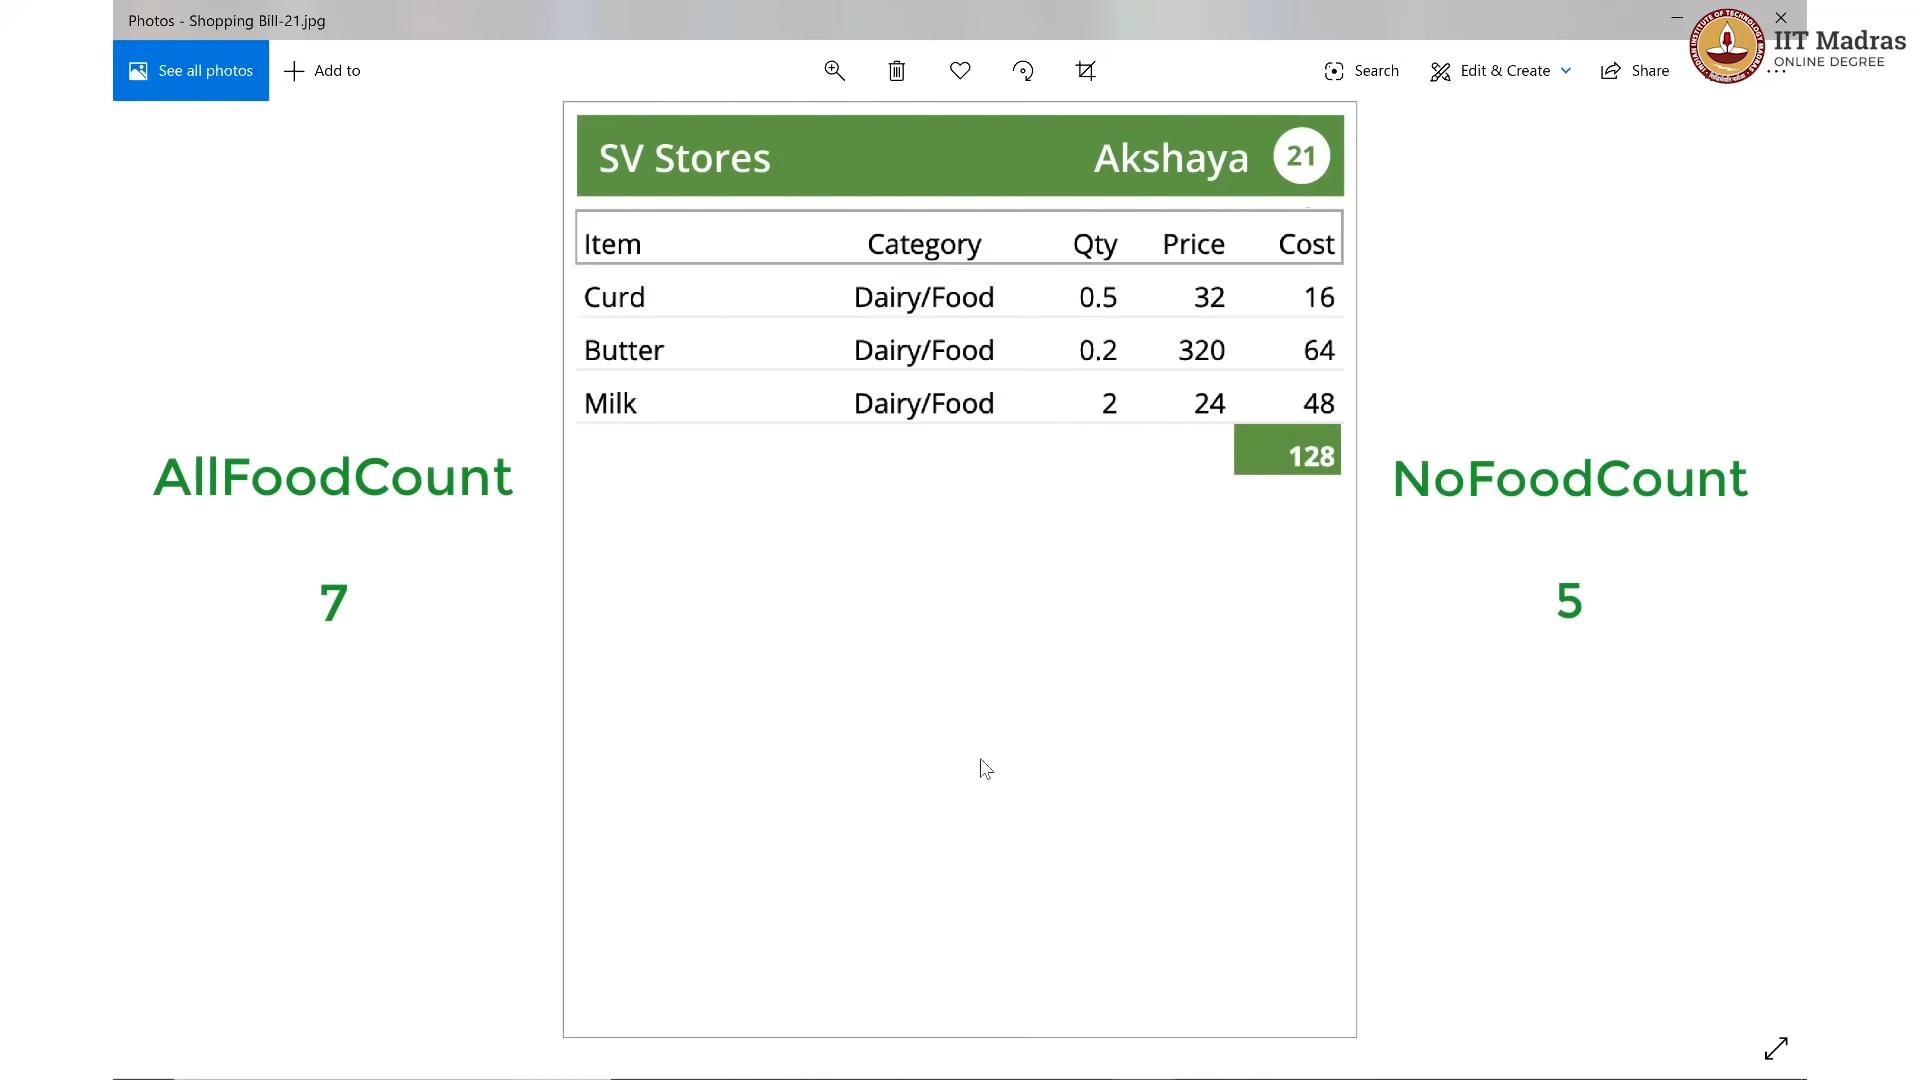 Photos - Shopping Bill-21.jpg
See all photos
Add to
Search
Edit & Create
Share
IIT Madras
ONLINE DEGREE
SV Stores Akshaya 21
Item Category Qty Price Cost
Curd Dairy/Food 0.5 32 16
Butter Dairy/Food 0.2 320 64
Milk Dairy/Food 2 24 48
128
AllFoodCount
7
NoFoodCount
5